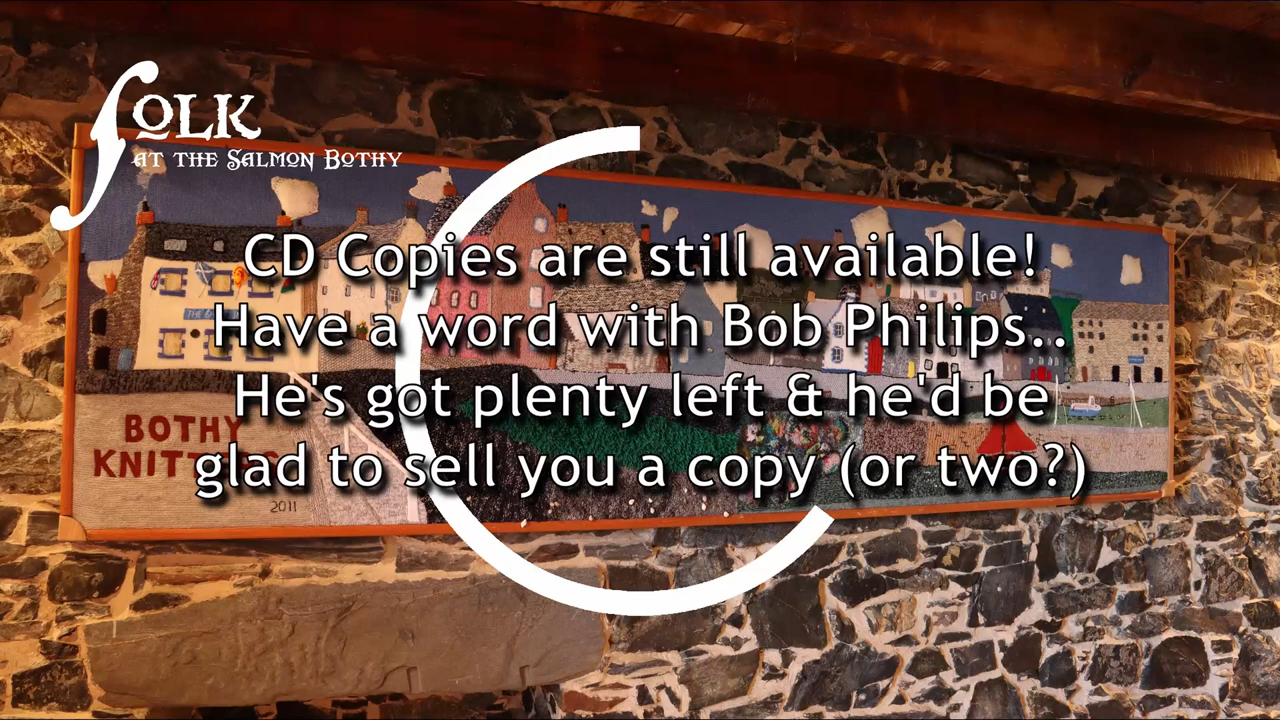 FOLK
AT THE SALMON BOTHY
CD Copies are still available!
Have a word with Bob Philips..
He's got plenty left & he'd be
glad to sell you a copy (or two?)
BOTHY
2011